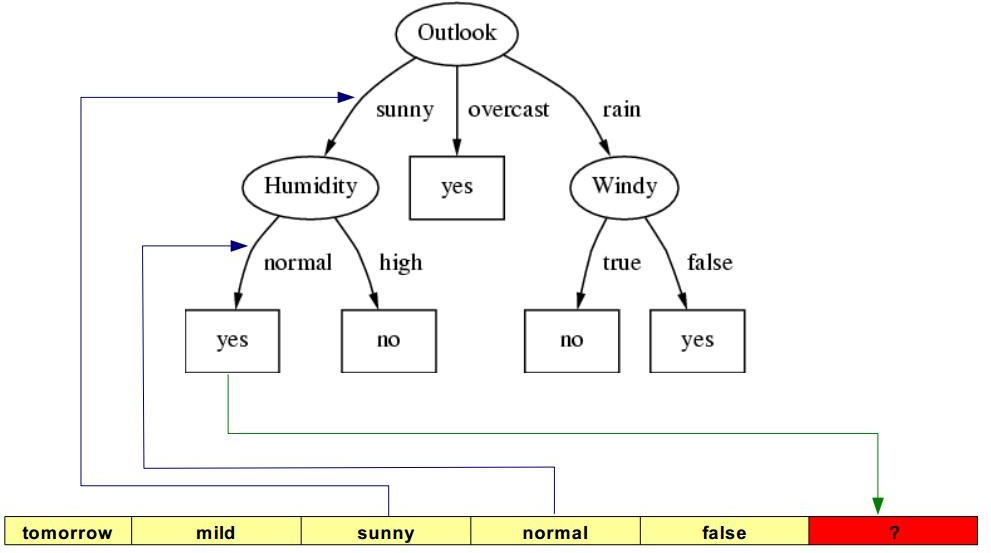 Outlook
sunny overcast rain
Humidity yes Windy
normal high true false
yes no no yes
tomorrow mild sunny normal false ?